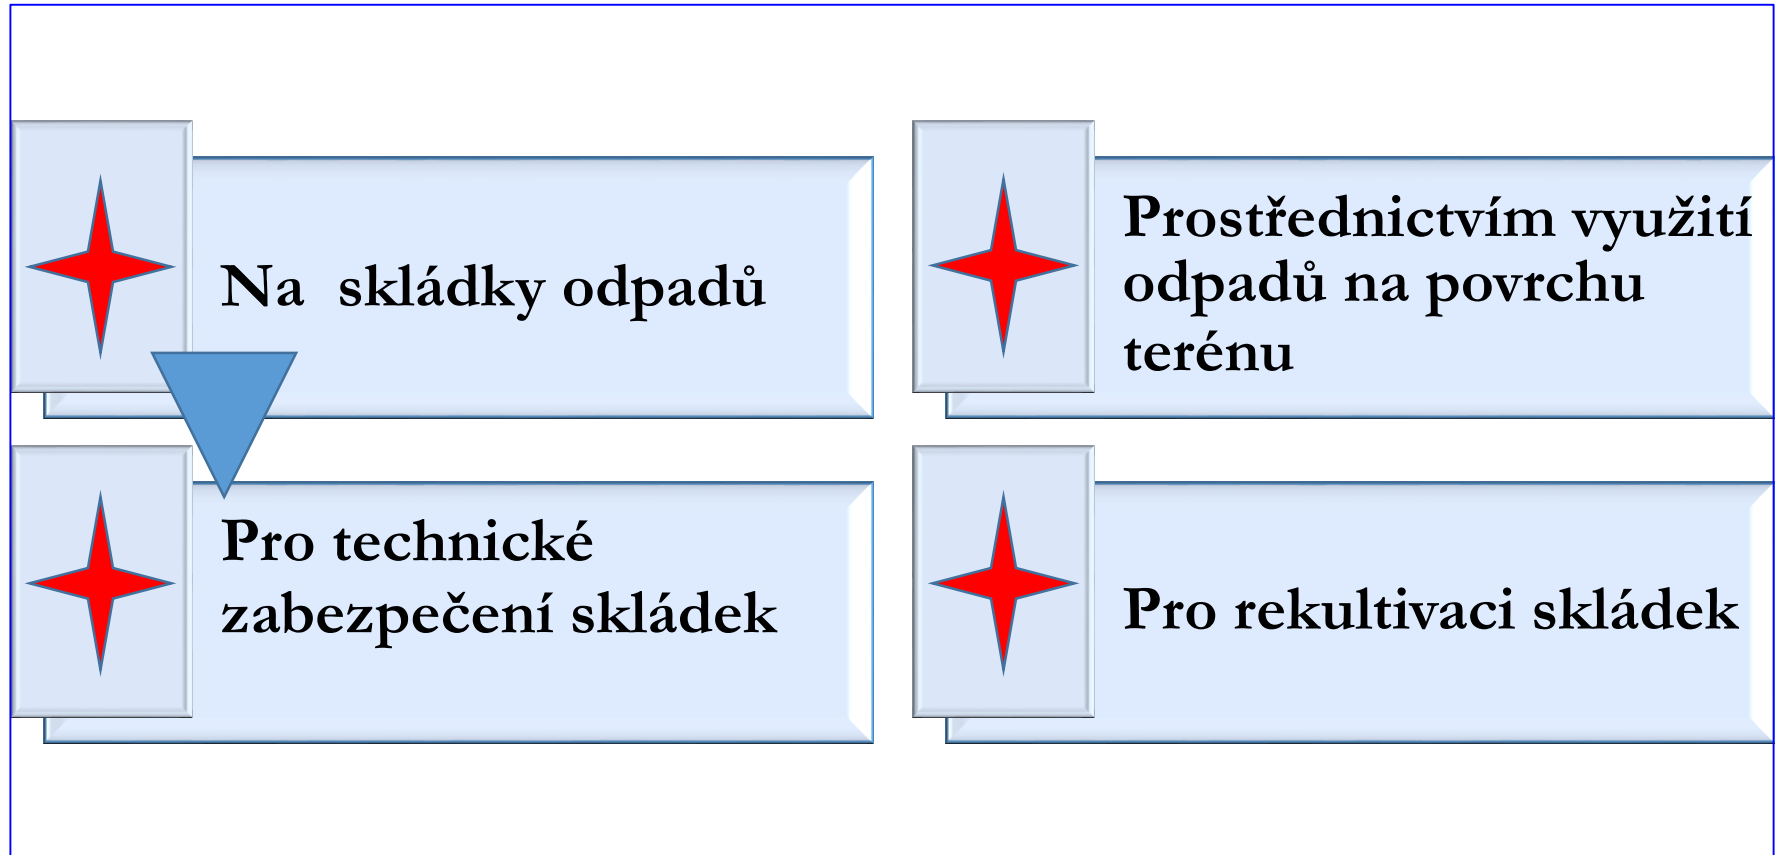 Na skládky odpadů
Prostřednictvím využití
odpadů na povrchu
terénu
Pro technické
zabezpečení skládek
Pro rekultivaci skládek